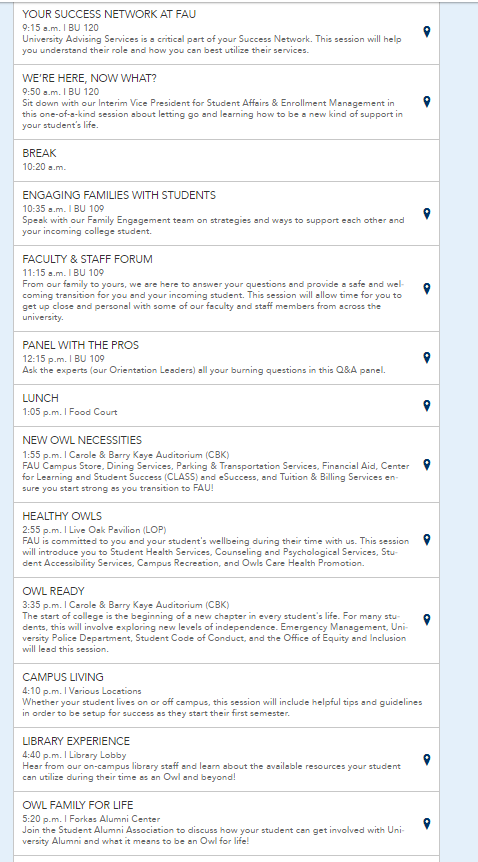 YOUR SUCCESS NETWORK AT FAU
9:15 a.m. | BU 120
University Advising Services is a critical part of your Success Network. This session will help
you understand their role and how you can best utilize their services.
WE'RE HERE, NOW WHAT?
9:50 a.m. | BU 120
Sit down with our Interim Vice President for Student Affairs & Enrollment Management in
this one-of-a-kind session about letting go and learning how to be a new kind of support in
your student's life.
BREAK
10:20 a.m.
ENGAGING FAMILIES WITH STUDENTS
10:35 a.m. | BU 109
Speak with our Family Engagement team on strategies and ways to support each other and
your incoming college student.
FACULTY & STAFF FORUM
11:15 a.m. | BU 109
From our family to yours, we are here to answer your questions and provide a safe and wel-
coming transition for you and your incoming student. This session will allow time for you to
get up close and personal with some of our faculty and staff members from across the
university.
PANEL WITH THE PROS
12:15 p.m. | BU 109
Ask the experts (our Orientation Leaders) all your burning questions in this Q&A panel.
LUNCH
1:05 p.m. | Food Court
NEW OWL NECESSITIES
1:55 p.m. | Carole & Barry Kaye Auditorium (CBK)
FAU Campus Store, Dining Services, Parking & Transportation Services, Financial Aid, Center
for Learning and Student Success (CLASS) and eSuccess, and Tuition & Billing Services en-
sure you start strong as you transition to FAU!
HEALTHY OWLS
2:55 p.m. | Live Oak Pavilion (LOP)
FAU is committed to you and your student's wellbeing during their time with us. This session
will introduce you to Student Health Services, Counseling and Psychological Services, Stu-
dent Accessibility Services, Campus Recreation, and Owls Care Health Promotion.
OWL READY
3:35 p.m. | Carole & Barry Kaye Auditorium (CBK)
The start of college is the beginning of a new chapter in every student's life. For many stu-
dents, this will involve exploring new levels of independence. Emergency Management, Uni-
versity Police Department, Student Code of Conduct, and the Office of Equity and Inclusion
will lead this session.
CAMPUS LIVING
4:10 p.m. | Various Locations
Whether your student lives on or off campus, this session will include helpful tips and guidelines
in order to be setup for success as they start their first semester.
LIBRARY EXPERIENCE
4:40 p.m. | Library Lobby
Hear from our on-campus library staff and learn about the available resources your student
can utilize during their time as an Owl and beyond!
OWL FAMILY FOR LIFE
5:20 p.m. | Forkas Alumni Center
Join the Student Alumni Association to discuss how your student can get involved with Uni-
versity Alumni and what it means to be an Owl for life!